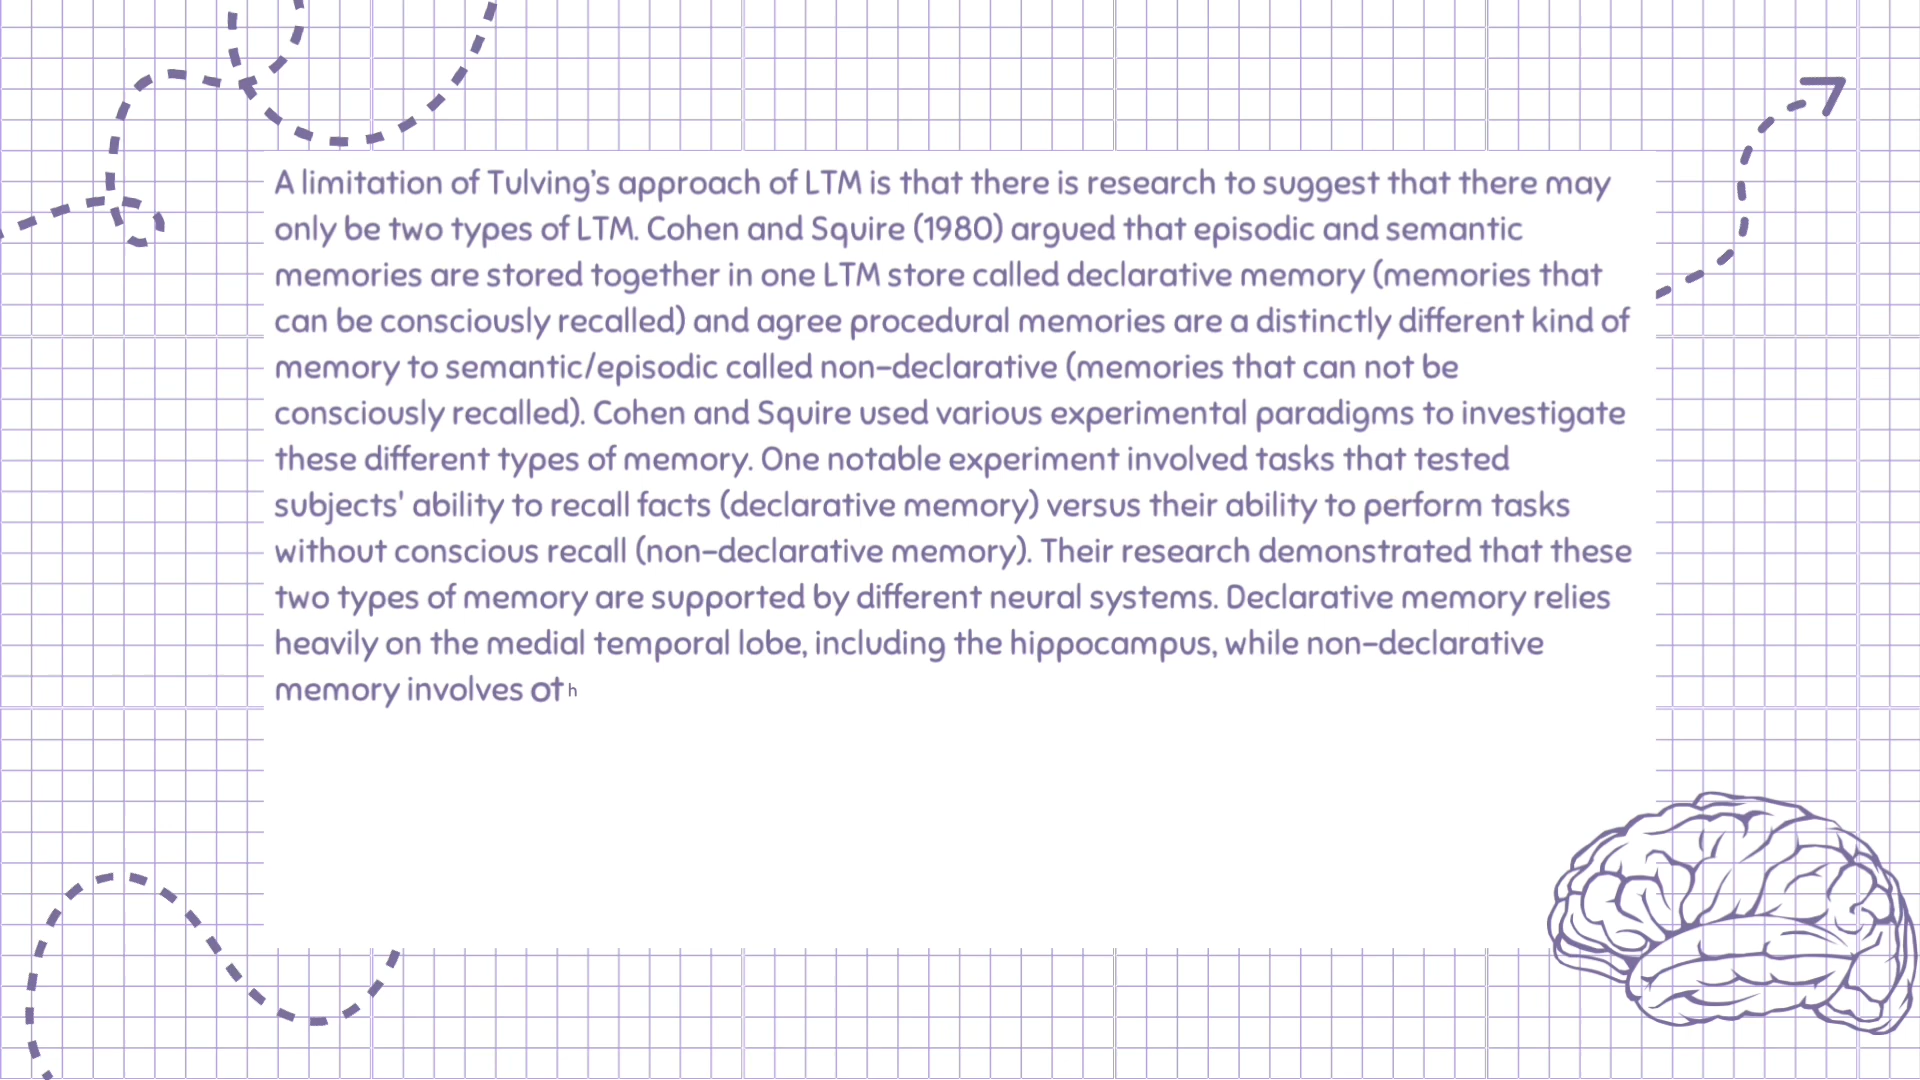 A limitation of Tulving’s approach of LTM is that there is research to suggest that there may
only be two types of LTM. Cohen and Squire (1980) argued that episodic and semantic
memories are stored together in one LTM store called declarative memory (memories that
can be consciously recalled) and agree procedural memories are a distinctly different kind of
memory to semantic/episodic called non-declarative (memories that can not be
consciously recalled). Cohen and Squire used various experimental paradigms to investigate
these different types of memory. One notable experiment involved tasks that tested
subjects' ability to recall facts (declarative memory) versus their ability to perform tasks
without conscious recall (non-declarative memory). Their research demonstrated that these
two types of memory are supported by different neural systems. Declarative memory relies
heavily on the medial temporal lobe, including the hippocampus, while non-declarative
memory involves oth